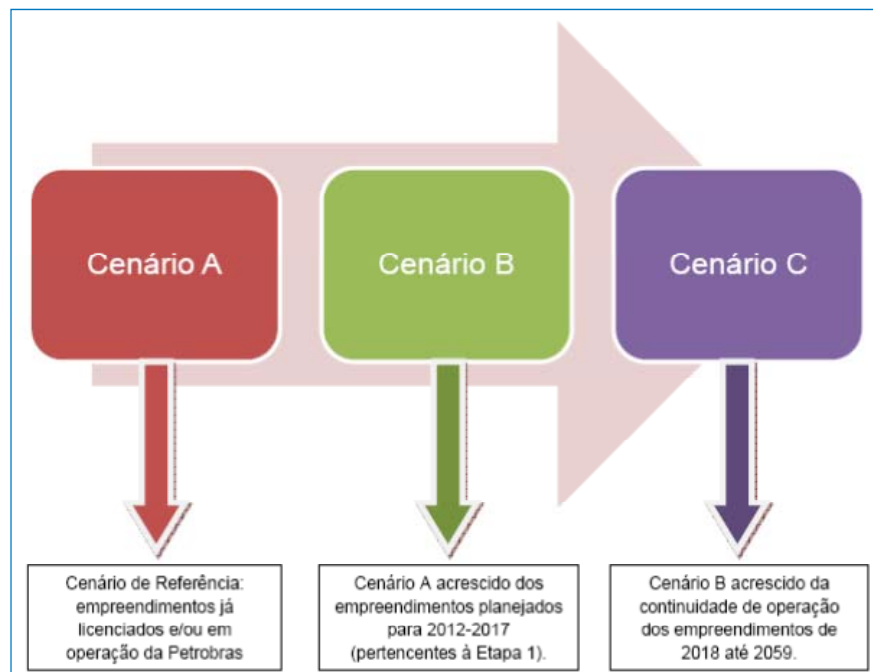 Cenário A
Cenário B
Cenário C
Cenário de Referência:
empreendimentos já
licenciados e/ou em
operação da Petrobras
Cenário A acrescido dos
empreendimentos planejados
para 2012-2017
(pertencentes à Etapa 1).
Cenário B acrescido da
continuidade de operação
dos empreendimentos de
2018 até 2059.